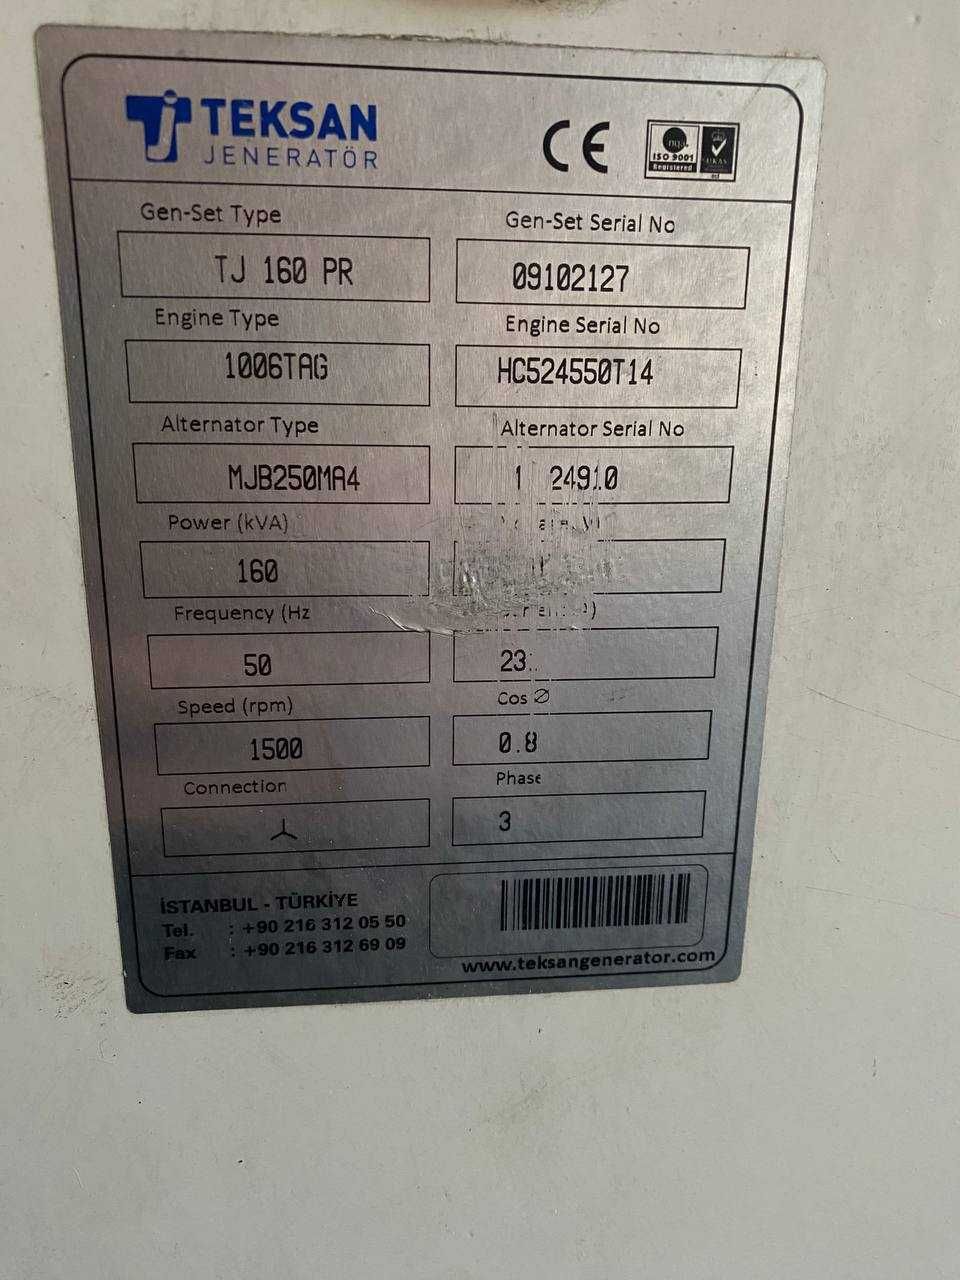 TEKSAN
JENERATÖR
CE
nqa.
ISO 9001
Registered
UKAS
Gen-Set Type
Gen-Set Serial No
TJ 160 PR
09102127
Engine Type
Engine Serial No
1006TAG
HC524550T14
Alternator Type
Alternator Serial No
MJB250MA4
Power (kVA)
160
Frequency (Hz
50
Speed (rpm)
Cos Ø
1500
0.8
Connection
Phase
3
İSTANBUL - TÜRKİYE
Tel. : +90 216 312 05 50
Fax : +90 216 312 69 09
www.teksangenerator.com